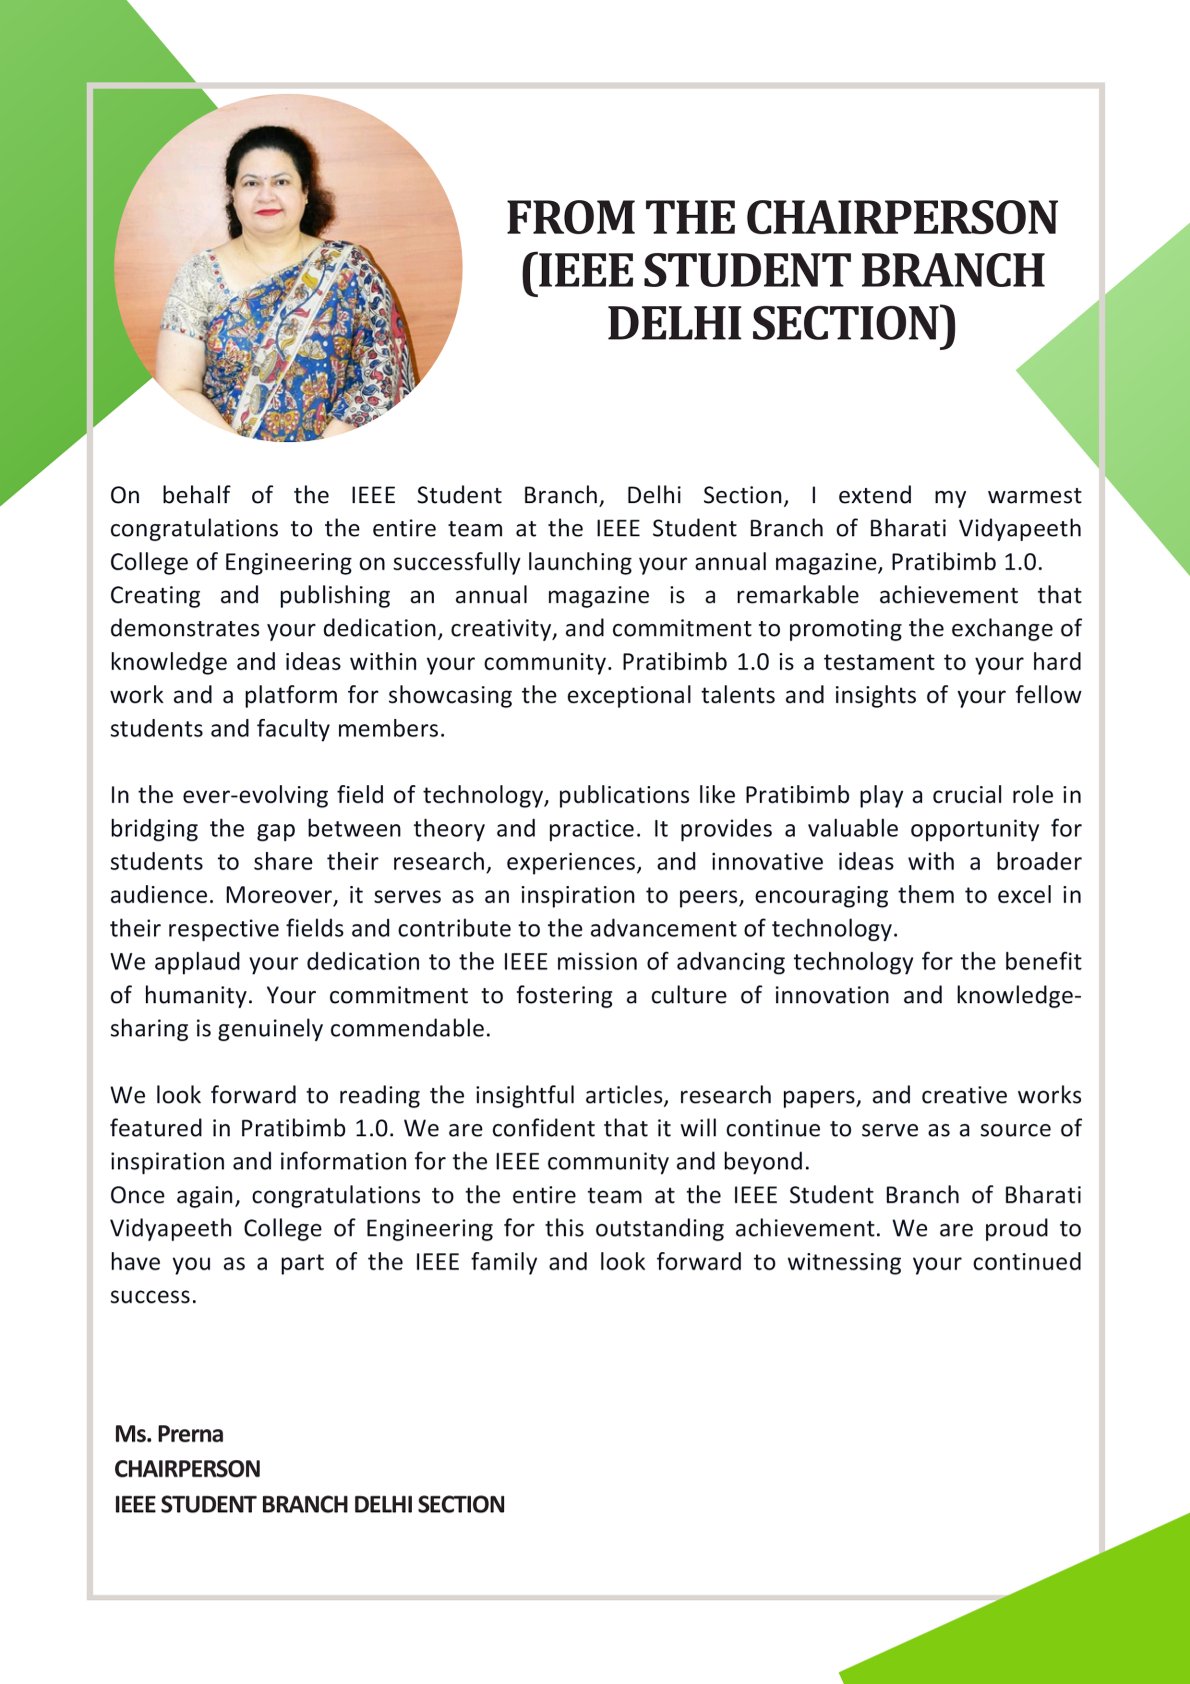 FROM THE CHAIRPERSON
(IEEE STUDENT BRANCH
DELHI SECTION)
On behalf of the IEEE Student Branch, Delhi Section, I extend my warmest
congratulations to the entire team at the IEEE Student Branch of Bharati Vidyapeeth
College of Engineering on successfully launching your annual magazine, Pratibimb 1.0.
Creating and publishing an annual magazine is a remarkable achievement that
demonstrates your dedication, creativity, and commitment to promoting the exchange of
knowledge and ideas within your community. Pratibimb 1.0 is a testament to your hard
work and a platform for showcasing the exceptional talents and insights of your fellow
students and faculty members.
In the ever-evolving field of technology, publications like Pratibimb play a crucial role in
bridging the gap between theory and practice. It provides a valuable opportunity for
students to share their research, experiences, and innovative ideas with a broader
audience. Moreover, it serves as an inspiration to peers, encouraging them to excel in
their respective fields and contribute to the advancement of technology.
We applaud your dedication to the IEEE mission of advancing technology for the benefit
of humanity. Your commitment to fostering a culture of innovation and knowledge-
sharing is genuinely commendable.
We look forward to reading the insightful articles, research papers, and creative works
featured in Pratibimb 1.0. We are confident that it will continue to serve as a source of
inspiration and information for the IEEE community and beyond.
Once again, congratulations to the entire team at the IEEE Student Branch of Bharati
Vidyapeeth College of Engineering for this outstanding achievement. We are proud to
have you as a part of the IEEE family and look forward to witnessing your continued
success.
Ms. Prerna
CHAIRPERSON
IEEE STUDENT BRANCH DELHI SECTION